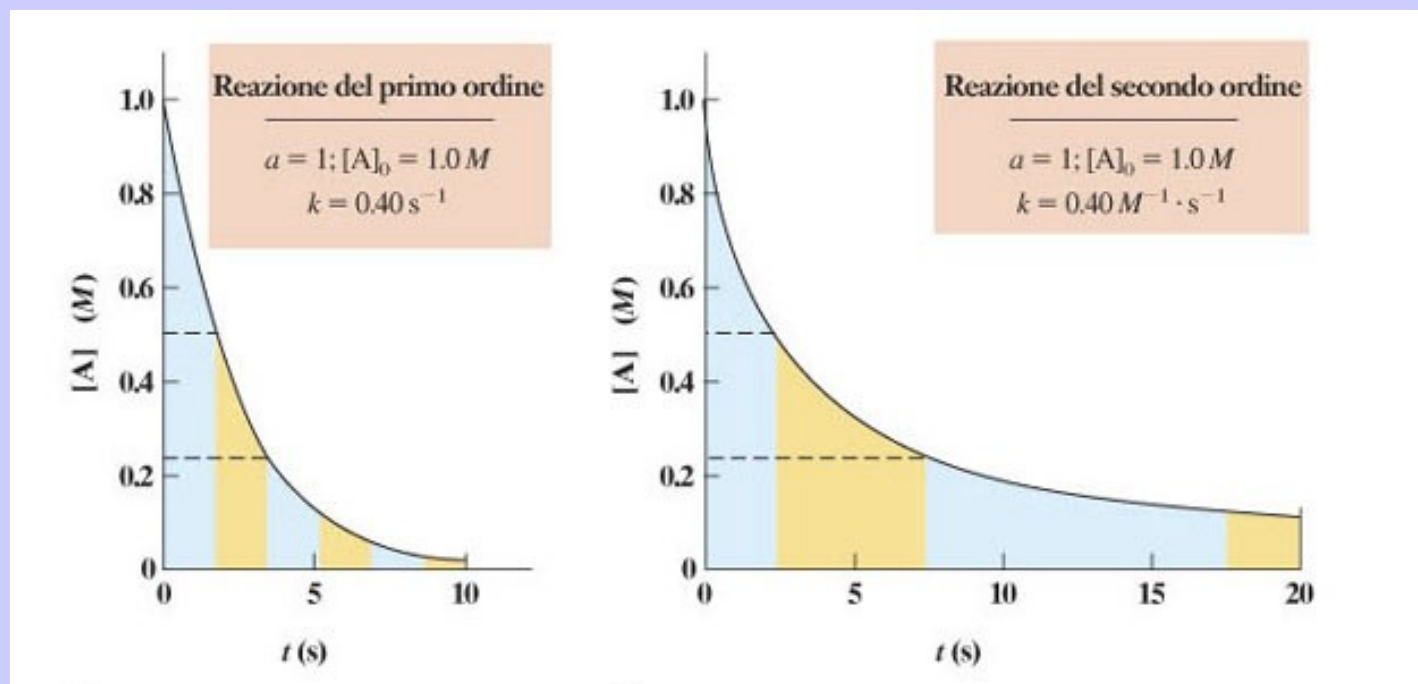 Reazione del primo ordine
a = 1; [A]₀ = 1.0 M
k = 0.40 s⁻¹
[A] (M)
1.0
0.8
0.6
0.4
0.2
0
0 5 10
t (s)
Reazione del secondo ordine
a = 1; [A]₀ = 1.0 M
k = 0.40 M⁻¹ · s⁻¹
[A] (M)
1.0
0.8
0.6
0.4
0.2
0
0 5 10 15 20
t (s)